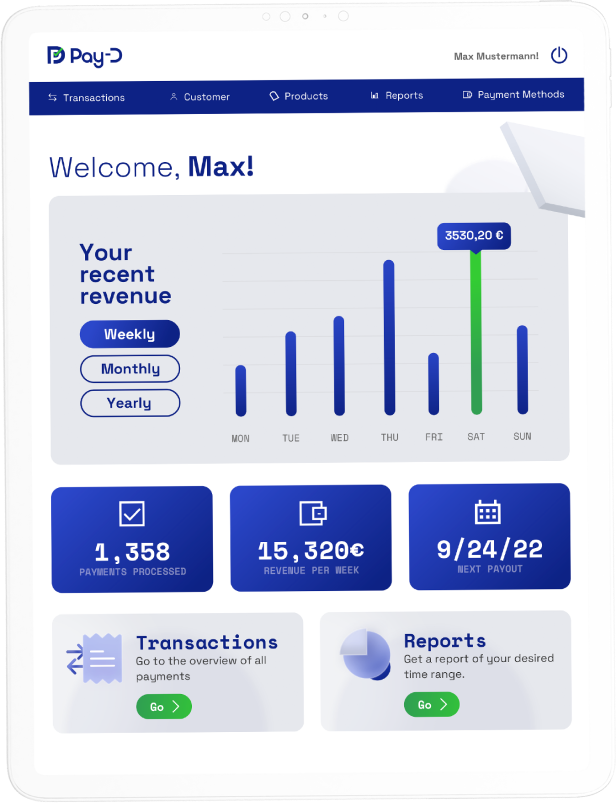 Pay-D
Max Mustermann!
Transactions Customer Products Reports Payment Methods
Welcome, Max!
3530,20 €
Your
recent
revenue
Weekly
Monthly
Yearly
MON TUE WED THU FRI SAT SUN
1,358
PAYMENTS PROCESSED
15,320€
REVENUE PER WEEK
9/24/22
NEXT PAYOUT
Transactions
Go to the overview of all
payments
Go
Reports
Get a report of your desired
time range.
Go